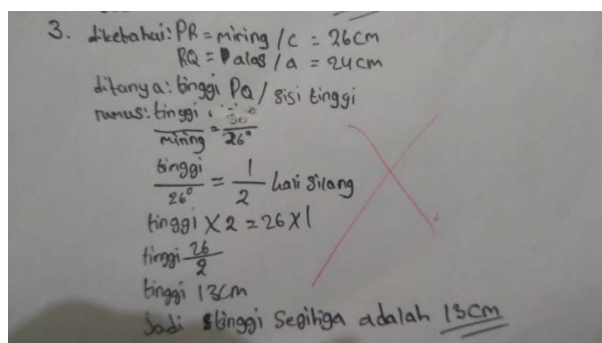 3. diketahui: PR = miring / c = 26cm
RQ = alas / a = 24cm
ditanya: tinggi PQ / sisi tinggi
rumus: tinggi
miring = 26°
tinggi / 26° = 1 / 2 kali silang
tinggi X 2 = 26 X 1
tinggi 26 / 2
tinggi 13cm
Jadi tinggi segitiga adalah 13cm